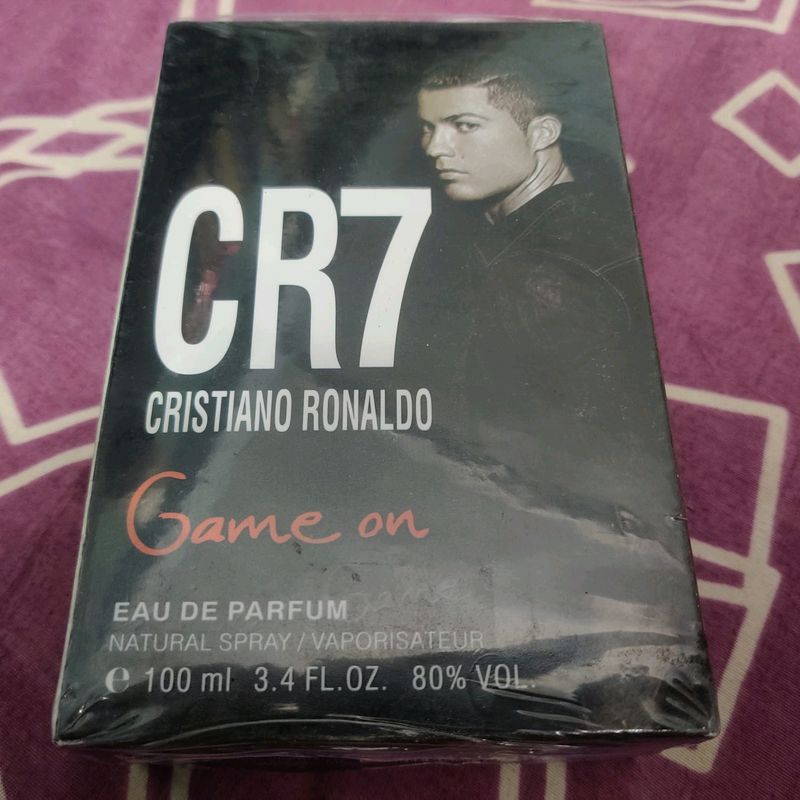 CR7
CRISTIANO RONALDO
Game on
Game
EAU DE PARFUM
NATURAL SPRAY / VAPORISATEUR
℮ 100 ml 3.4 FL.OZ. 80% VOL.